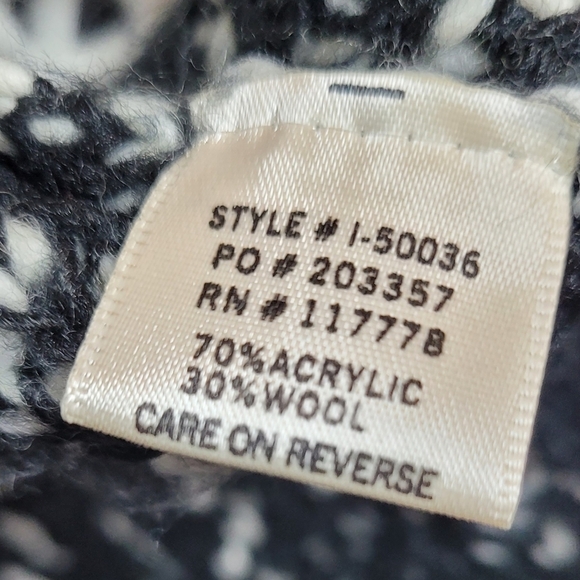 STYLE # I-50036
PO # 203357
RN # 117778
70%ACRYLIC
30%WOOL
CARE ON REVERSE